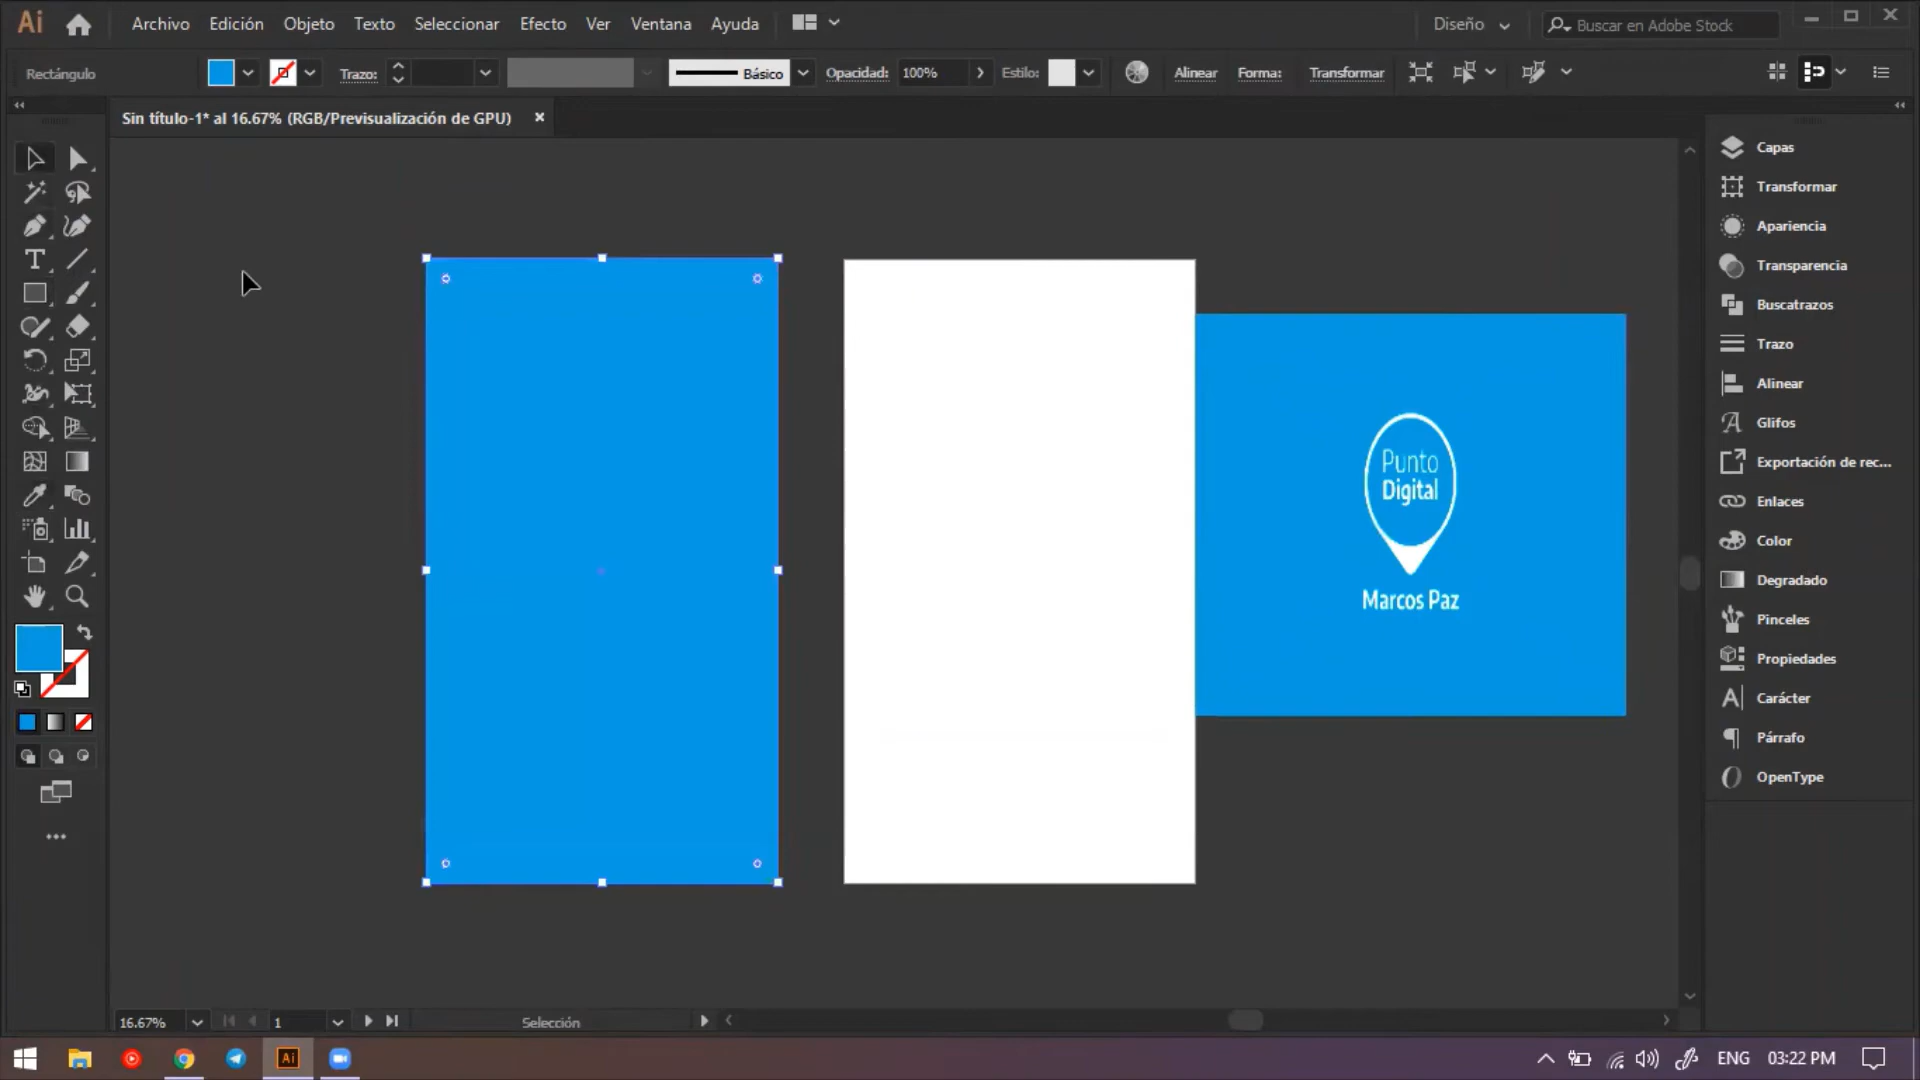 Ai Archivo Edición Objeto Texto Seleccionar Efecto Ver Ventana Ayuda Diseño Buscar en Adobe Stock
Rectángulo Trazo: Básico Opacidad: 100% Estilo: Alinear Forma: Transformar
Sin título-1* al 16.67% (RGB/Previsualización de GPU)
Capas
Transformar
Apariencia
Transparencia
Buscatrazos
Trazo
Alinear
Glifos
Exportación de rec...
Enlaces
Color
Degradado
Pinceles
Propiedades
Carácter
Párrafo
OpenType
Punto
Digital
Marcos Paz
16.67% 1 Selección
Ai ENG 03:22 PM